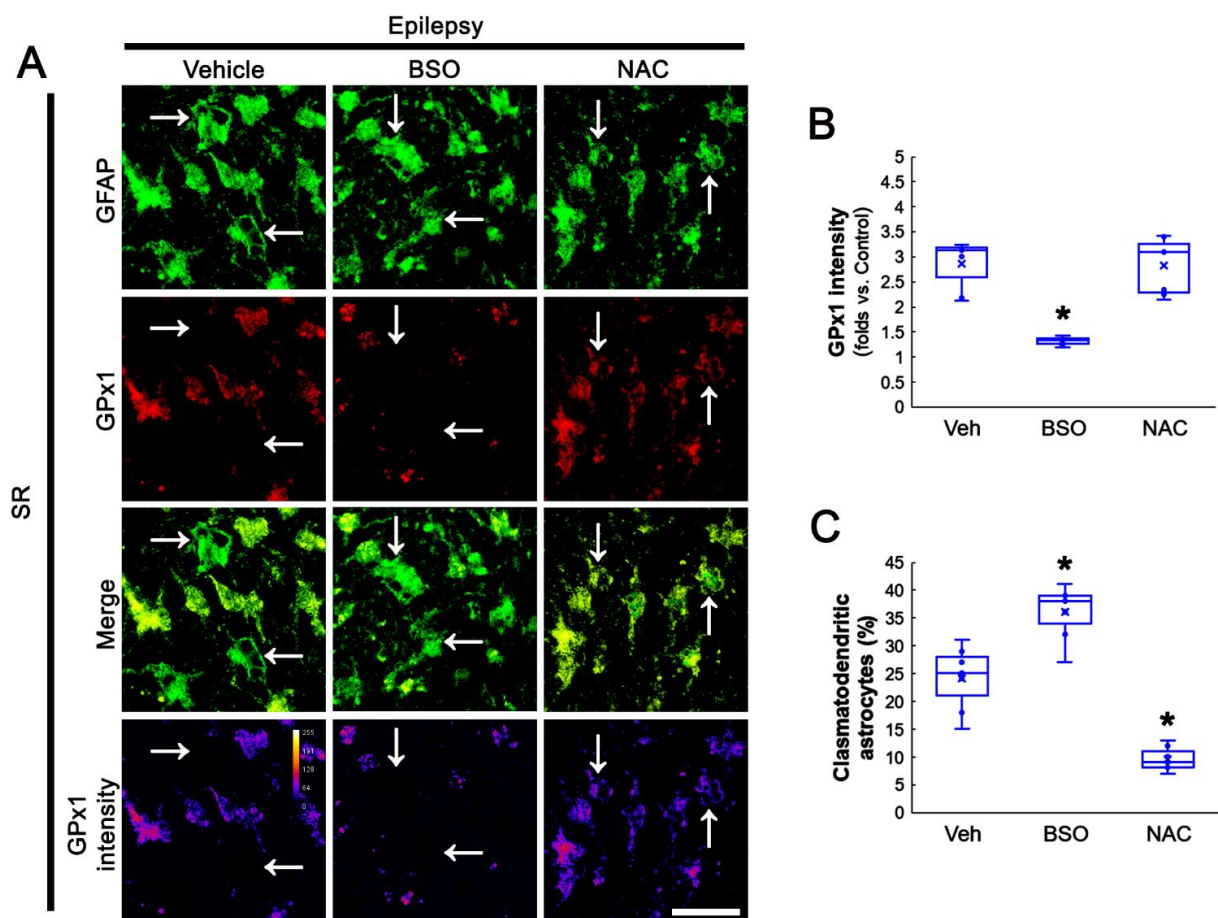 A
Epilepsy
Vehicle
BSO
NAC
SR
GFAP
GPx1
Merge
GPx1
intensity
255
191
128
64
0
B
GPx1 intensity
(folds vs. Control)
5
4.5
4
3.5
3
2.5
2
1.5
1
0.5
0
*
Veh
BSO
NAC
C
Clasmatodendritic
astrocytes (%)
45
40
35
30
25
20
15
10
5
0
*
*
Veh
BSO
NAC